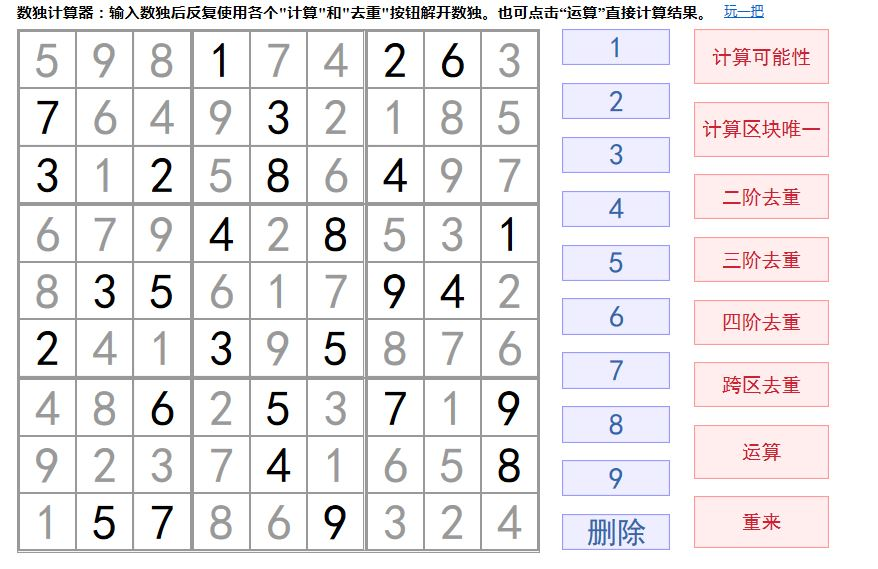 数独计算器：输入数独后反复使用各个"计算"和"去重"按钮解开数独。也可点击“运算”直接计算结果。 玩一把
5 9 8 1 7 4 2 6 3
7 6 4 9 3 2 1 8 5
3 1 2 5 8 6 4 9 7
6 7 9 4 2 8 5 3 1
8 3 5 6 1 7 9 4 2
2 4 1 3 9 5 8 7 6
4 8 6 2 5 3 7 1 9
9 2 3 7 4 1 6 5 8
1 5 7 8 6 9 3 2 4
1
2
3
4
5
6
7
8
9
删除
计算可能性
计算区块唯一
二阶去重
三阶去重
四阶去重
跨区去重
运算
重来